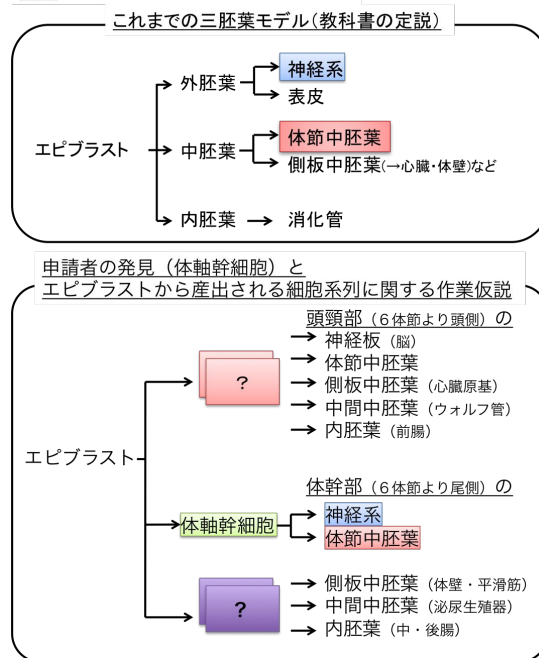 これまでの三胚葉モデル（教科書の定説）
神経系
外胚葉
表皮
体節中胚葉
エピブラスト
中胚葉
側板中胚葉(→心臓・体壁)など
内胚葉
消化管
申請者の発見（体軸幹細胞）と
エピブラストから産出される細胞系列に関する作業仮説
頭頸部（６体節より頭側）の
神経板（脳）
体節中胚葉
？
側板中胚葉（心臓原基）
中間中胚葉（ウォルフ管）
内胚葉（前腸）
エピブラスト
体幹部（６体節より尾側）の
神経系
体軸幹細胞
体節中胚葉
側板中胚葉（体壁・平滑筋）
？
中間中胚葉（泌尿生殖器）
内胚葉（中・後腸）